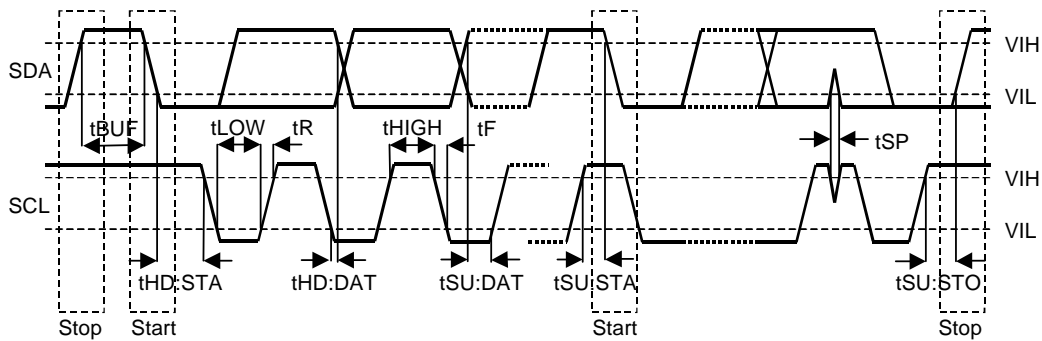 VIH
SDA
VIL
tBUF
tLOW
tR
tHIGH
tF
tSP
VIH
SCL
VIL
tHD:STA
tHD:DAT
tSU:DAT
tSU:STA
tSU:STO
Stop
Start
Start
Stop